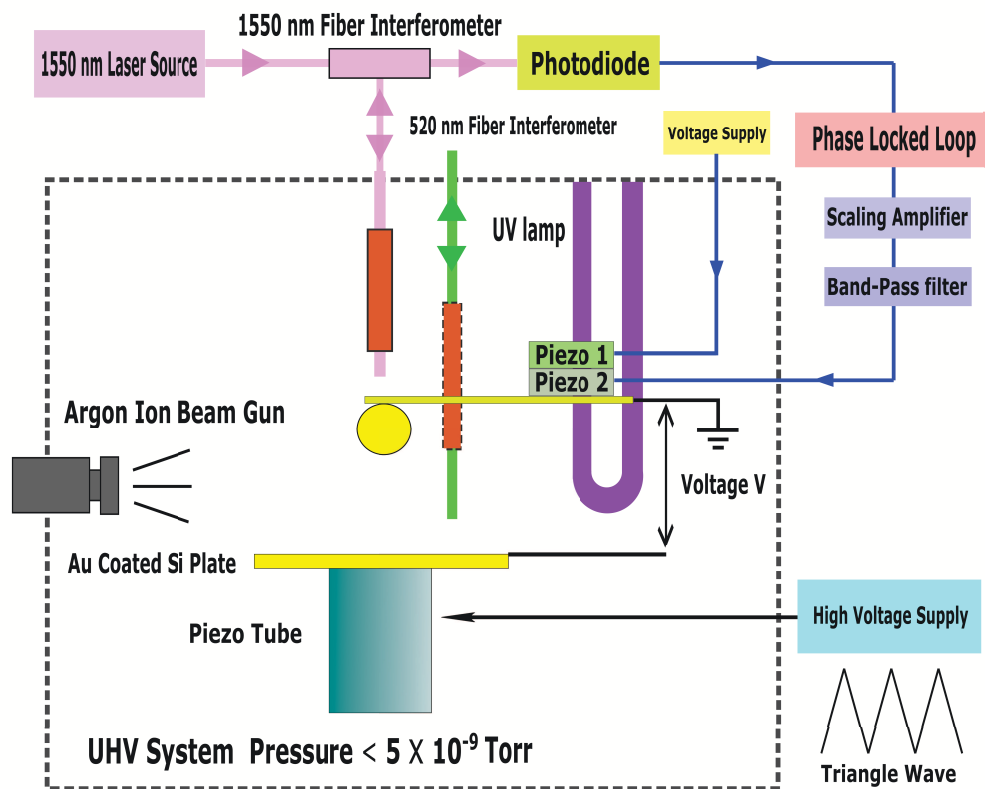 1550 nm Fiber Interferometer
1550 nm Laser Source
Photodiode
520 nm Fiber Interferometer
Voltage Supply
Phase Locked Loop
Scaling Amplifier
UV lamp
Band-Pass filter
Piezo 1
Piezo 2
Argon Ion Beam Gun
Voltage V
Au Coated Si Plate
High Voltage Supply
Piezo Tube
UHV System Pressure < 5 X 10⁻⁹ Torr
Triangle Wave